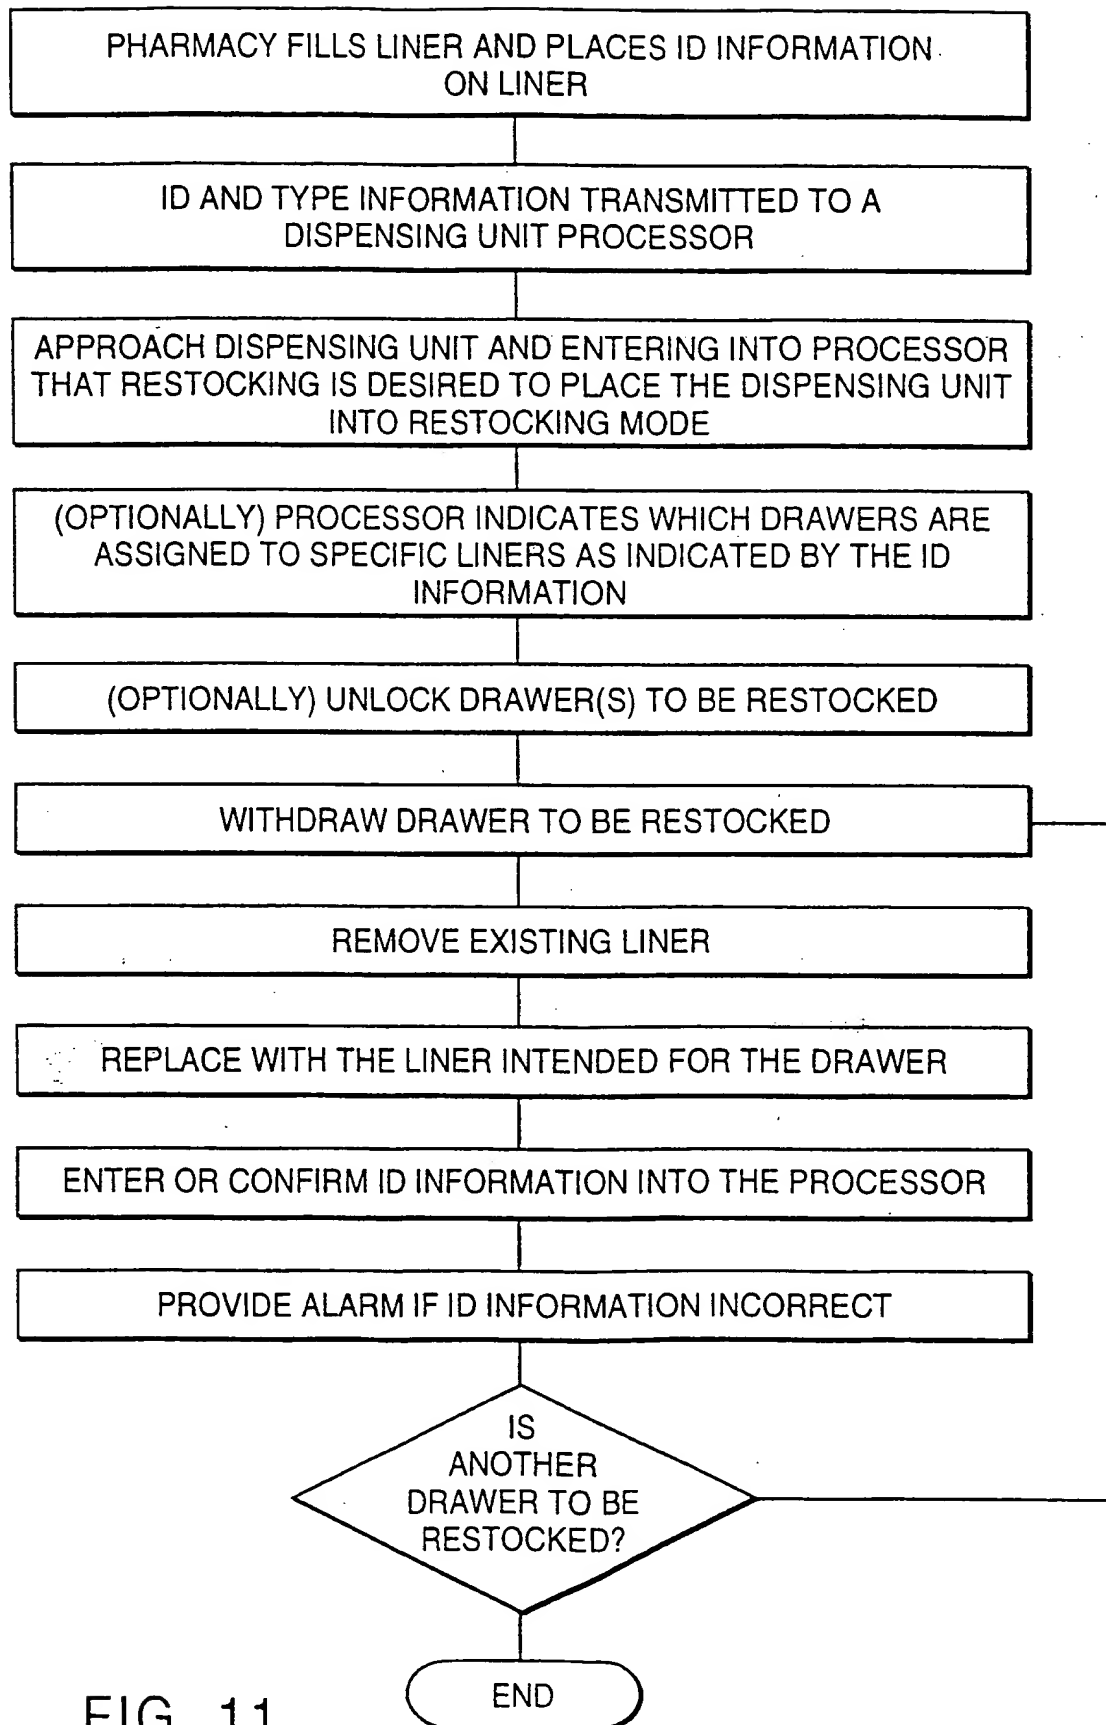 PHARMACY FILLS LINER AND PLACES ID INFORMATION
ON LINER
ID AND TYPE INFORMATION TRANSMITTED TO A
DISPENSING UNIT PROCESSOR
APPROACH DISPENSING UNIT AND ENTERING INTO PROCESSOR
THAT RESTOCKING IS DESIRED TO PLACE THE DISPENSING UNIT
INTO RESTOCKING MODE
(OPTIONALLY) PROCESSOR INDICATES WHICH DRAWERS ARE
ASSIGNED TO SPECIFIC LINERS AS INDICATED BY THE ID
INFORMATION
(OPTIONALLY) UNLOCK DRAWER(S) TO BE RESTOCKED
WITHDRAW DRAWER TO BE RESTOCKED
REMOVE EXISTING LINER
REPLACE WITH THE LINER INTENDED FOR THE DRAWER
ENTER OR CONFIRM ID INFORMATION INTO THE PROCESSOR
PROVIDE ALARM IF ID INFORMATION INCORRECT
IS
ANOTHER
DRAWER TO BE
RESTOCKED?
END
FIG. 11